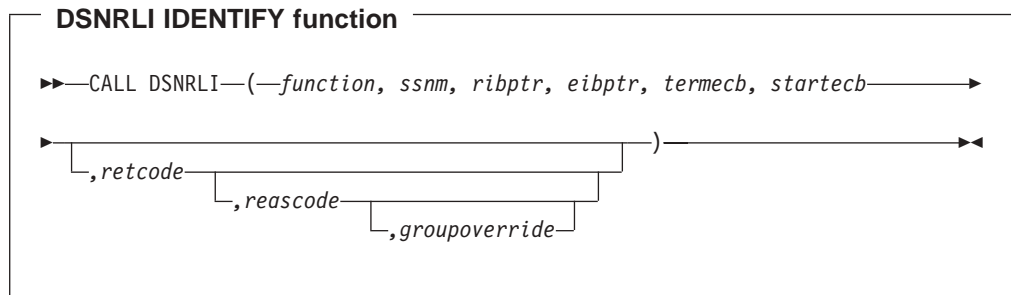 DSNRLI IDENTIFY function
CALL DSNRLI ( function, ssnm, ribptr, eibptr, termecb, startecb
)
,retcode
,reascode
,groupoverride